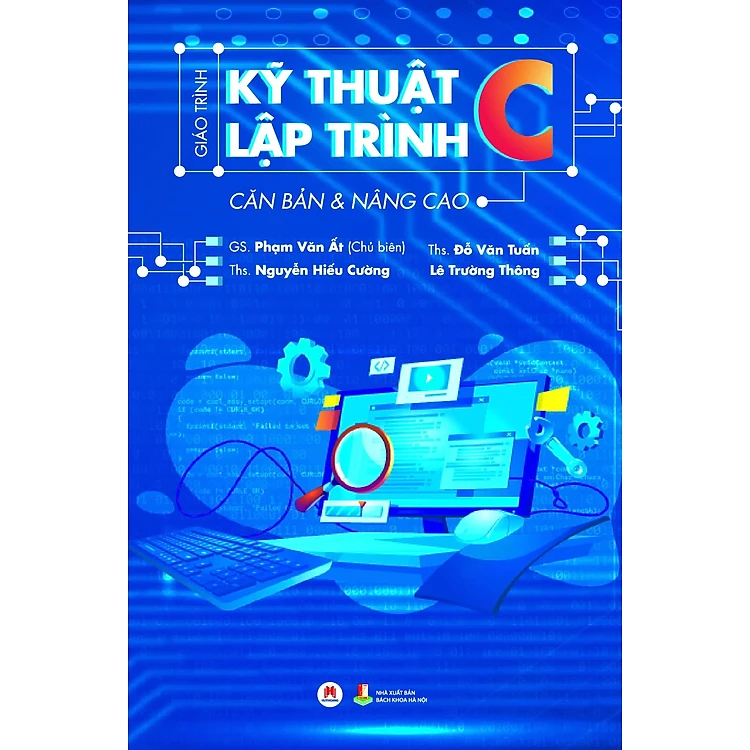 GIÁO TRÌNH
KỸ THUẬT
LẬP TRÌNH C
CĂN BẢN & NÂNG CAO
GS. Phạm Văn Ất (Chủ biên)
Ths. Đỗ Văn Tuấn
Ths. Nguyễn Hiếu Cường
Lê Trường Thông
</>
NHÀ XUẤT BẢN
BÁCH KHOA HÀ NỘI